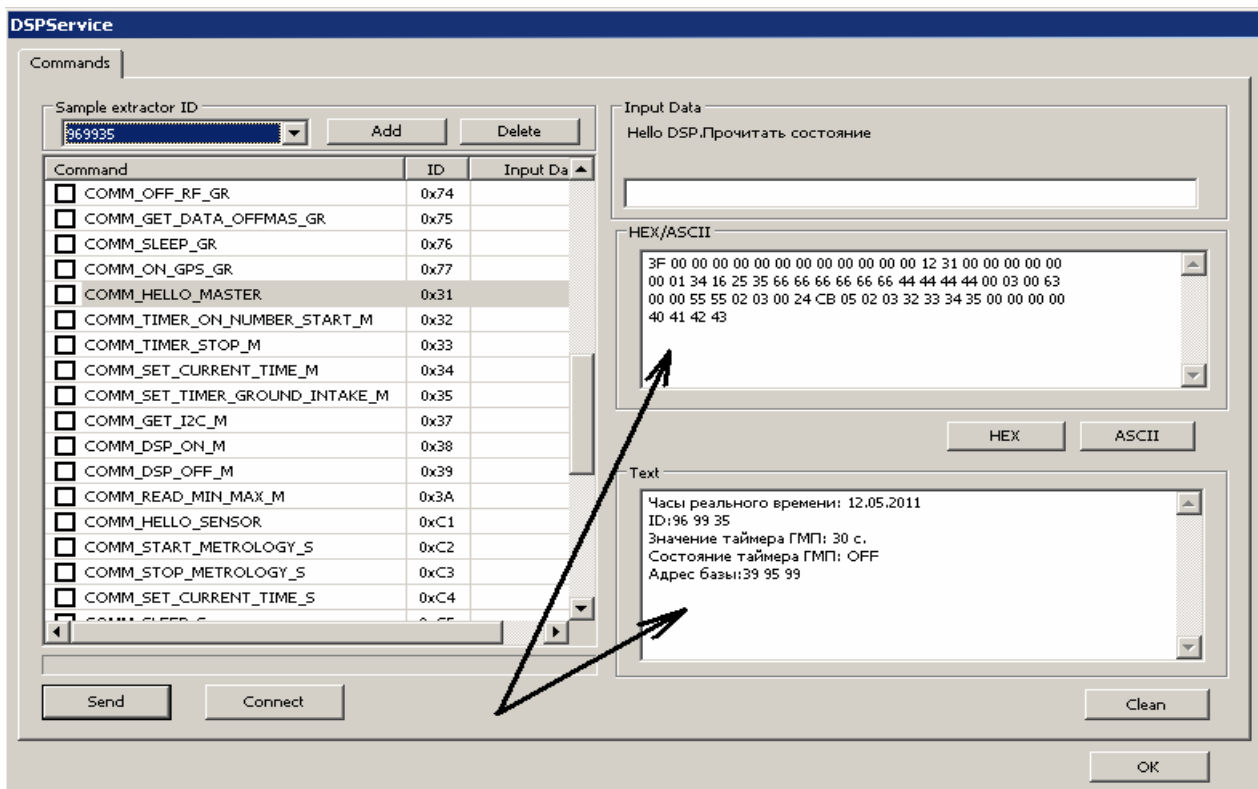 DSPService
Commands
Sample extractor ID
969935
Add
Delete
Command ID Input Da
COMM_OFF_RF_GR 0x74
COMM_GET_DATA_OFFMAS_GR 0x75
COMM_SLEEP_GR 0x76
COMM_ON_GPS_GR 0x77
COMM_HELLO_MASTER 0x31
COMM_TIMER_ON_NUMBER_START_M 0x32
COMM_TIMER_STOP_M 0x33
COMM_SET_CURRENT_TIME_M 0x34
COMM_SET_TIMER_GROUND_INTAKE_M 0x35
COMM_GET_I2C_M 0x37
COMM_DSP_ON_M 0x38
COMM_DSP_OFF_M 0x39
COMM_READ_MIN_MAX_M 0x3A
COMM_HELLO_SENSOR 0xC1
COMM_START_METROLOGY_S 0xC2
COMM_STOP_METROLOGY_S 0xC3
COMM_SET_CURRENT_TIME_S 0xC4
Send
Connect
Input Data
Hello DSP.Прочитать состояние
HEX/ASCII
3F 00 00 00 00 00 00 00 00 00 00 00 00 12 31 00 00 00 00 00
00 01 34 16 25 35 66 66 66 66 66 66 44 44 44 44 00 03 00 63
00 00 55 55 02 03 00 24 CB 05 02 03 32 33 34 35 00 00 00 00
40 41 42 43
HEX
ASCII
Text
Часы реального времени: 12.05.2011
ID:96 99 35
Значение таймера ГМП: 30 с.
Состояние таймера ГМП: OFF
Адрес базы:39 95 99
Clean
OK